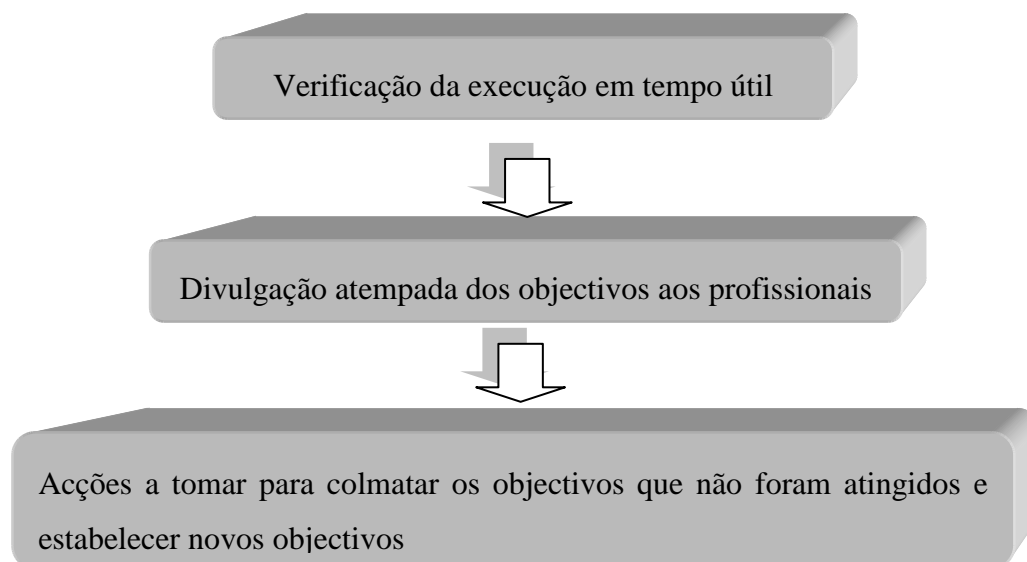 Verificação da execução em tempo útil
Divulgação atempada dos objectivos aos profissionais
Acções a tomar para colmatar os objectivos que não foram atingidos e
estabelecer novos objectivos